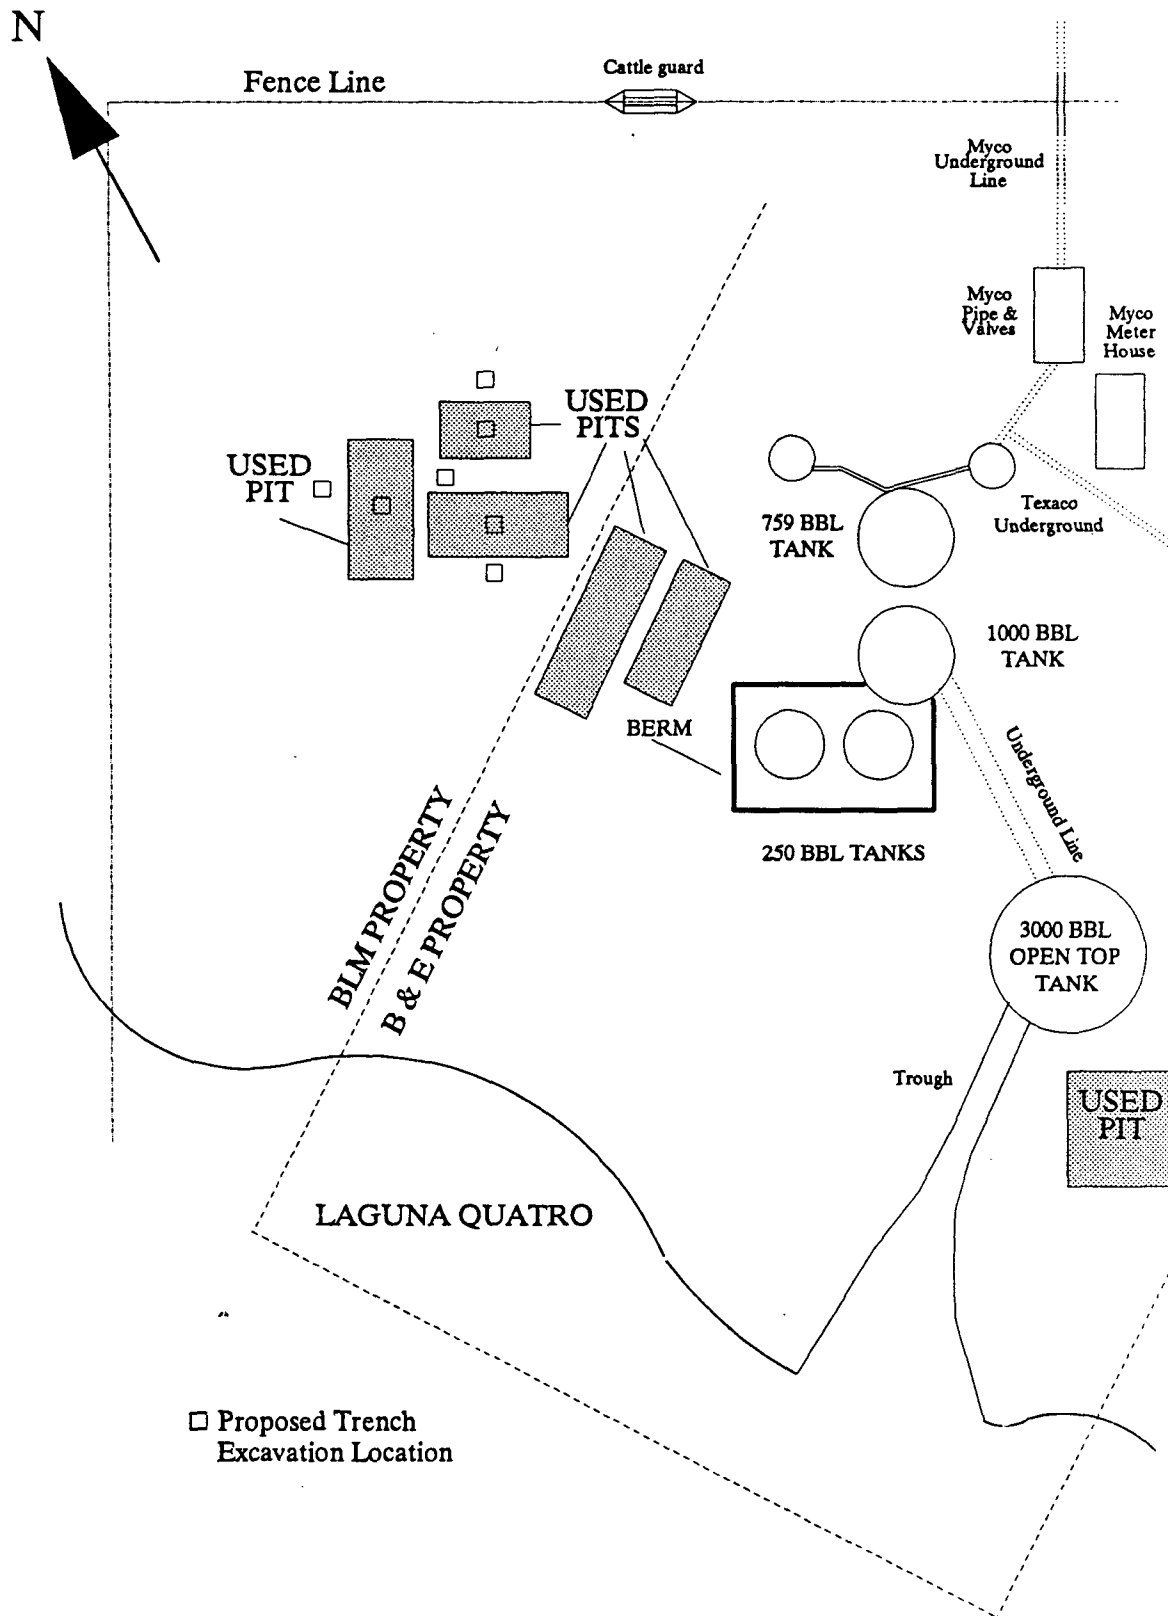 N
Fence Line
Cattle guard
Myco
Underground
Line
Myco
Pipe &
Valves
Myco
Meter
House
USED
PITS
USED
PIT
759 BBL
TANK
Texaco
Underground
1000 BBL
TANK
BERM
Underground Line
250 BBL TANKS
BLM PROPERTY
B & E PROPERTY
3000 BBL
OPEN TOP
TANK
Trough
USED
PIT
LAGUNA QUATRO
Proposed Trench
Excavation Location